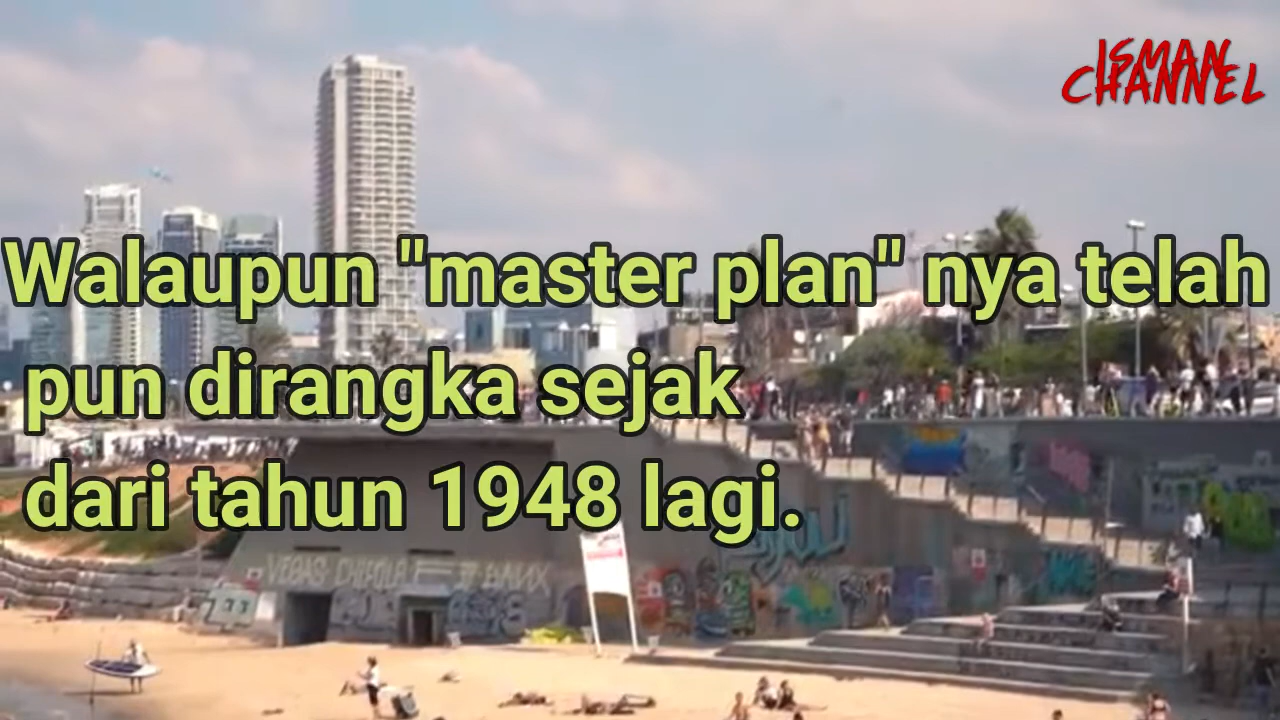 ISMAN
CHANNEL
Walaupun "master plan" nya telah
pun dirangka sejak
dari tahun 1948 lagi.